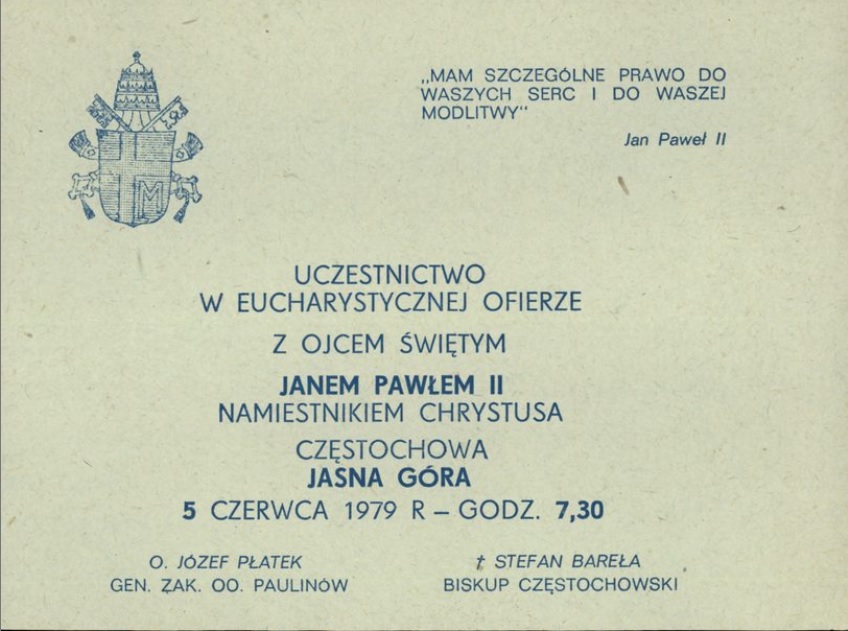 „MAM SZCZEGÓLNE PRAWO DO
WASZYCH SERC I DO WASZEJ
MODLITWY"
Jan Paweł II
M
UCZESTNICTWO
W EUCHARYSTYCZNEJ OFIERZE
Z OJCEM ŚWIĘTYM
JANEM PAWŁEM II
NAMIESTNIKIEM CHRYSTUSA
CZĘSTOCHOWA
JASNA GÓRA
5 CZERWCA 1979 R – GODZ. 7,30
O. JÓZEF PŁATEK
GEN. ZAK. OO. PAULINÓW
† STEFAN BAREŁA
BISKUP CZĘSTOCHOWSKI